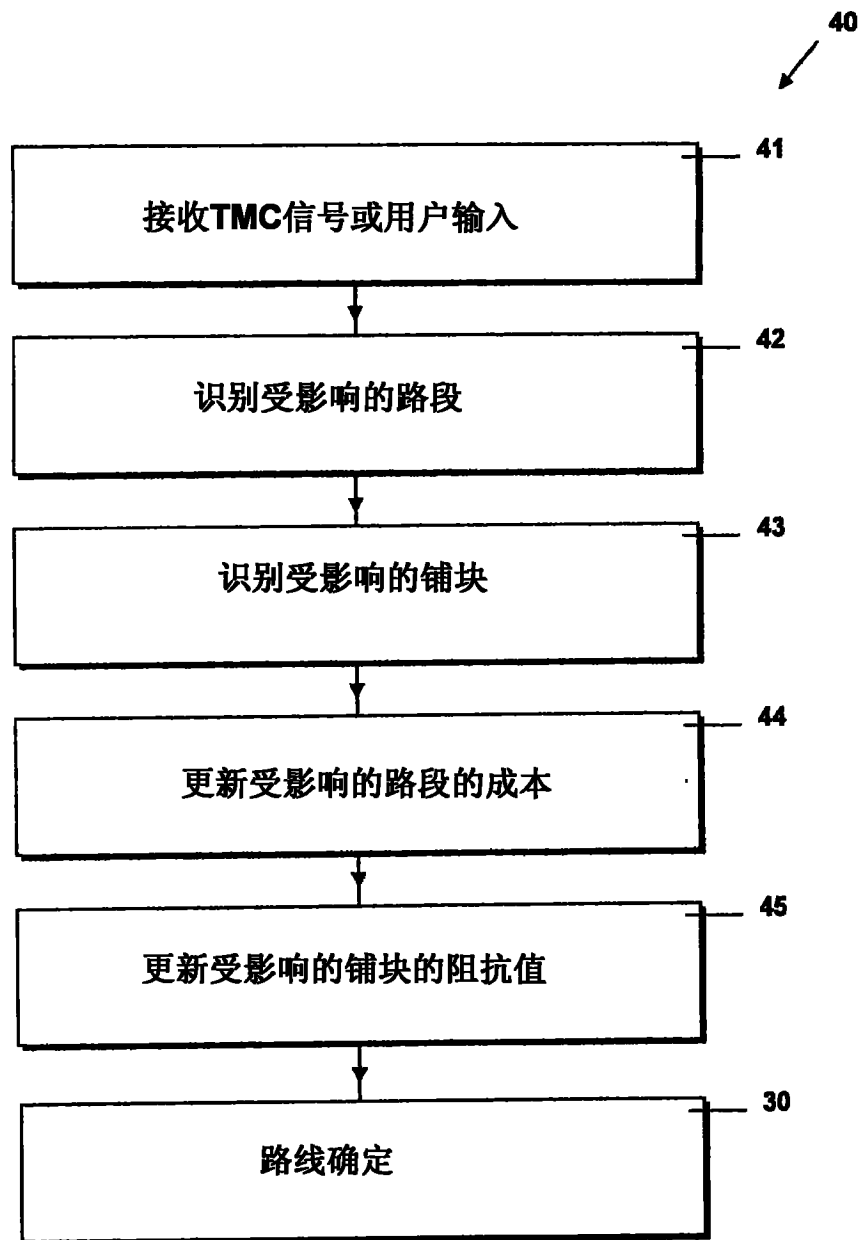 40
41
接收TMC信号或用户输入
42
识别受影响的路段
43
识别受影响的铺块
44
更新受影响的路段的成本
45
更新受影响的铺块的阻抗值
30
路线确定